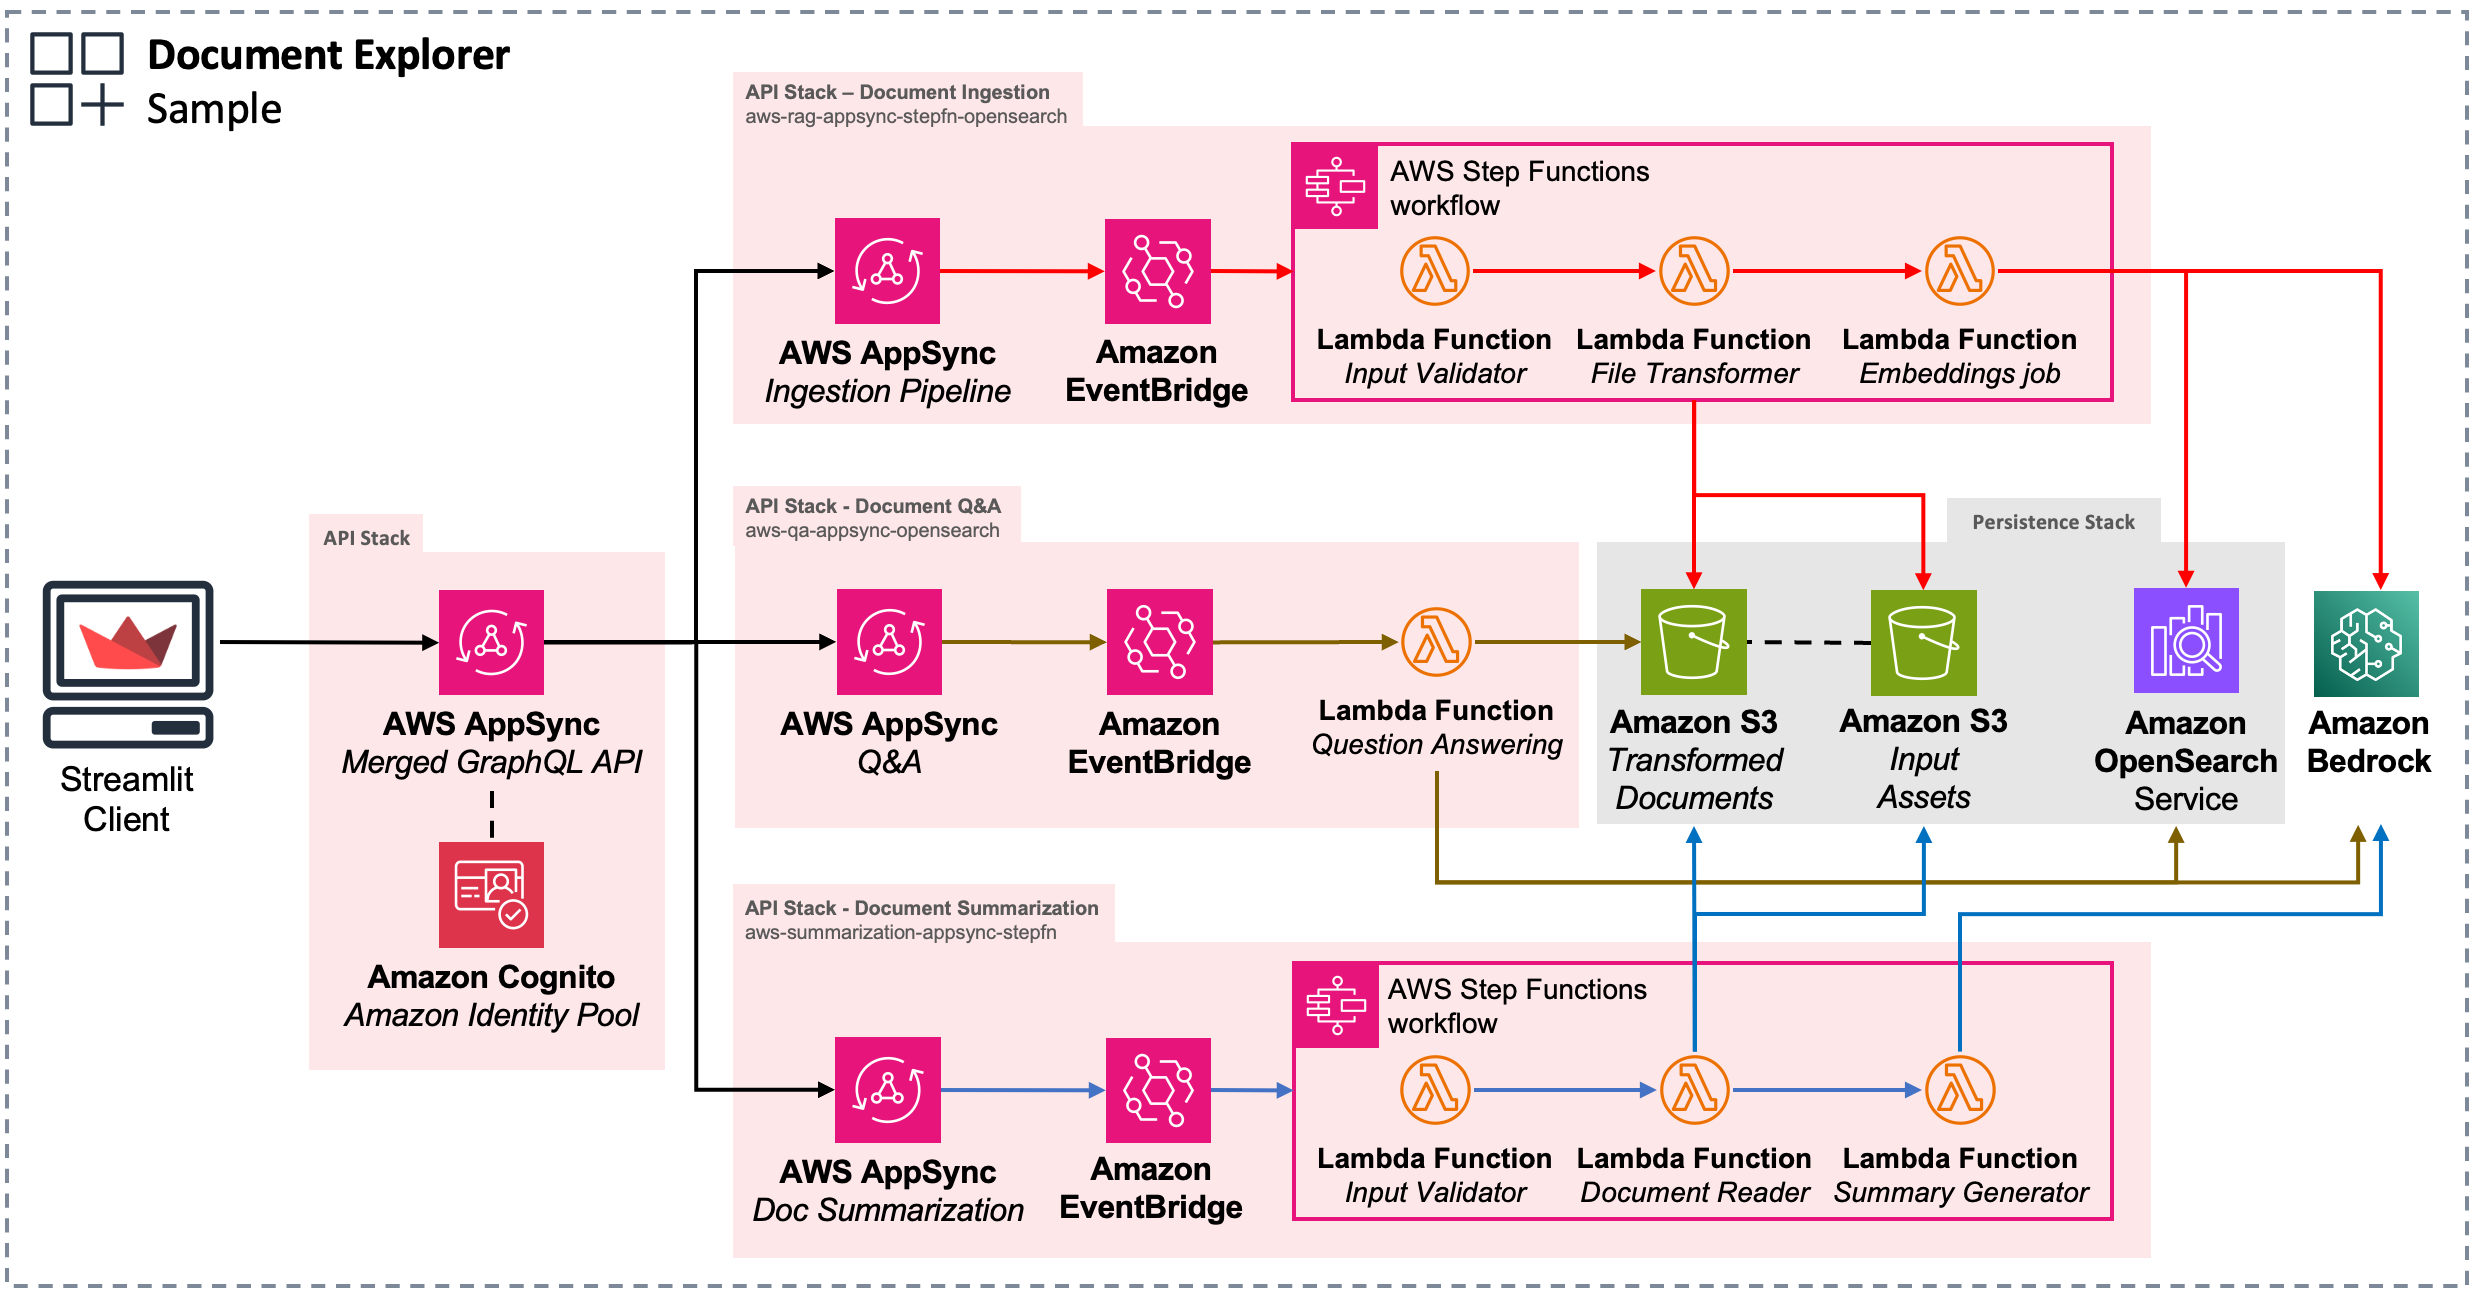 Document Explorer
Sample
API Stack – Document Ingestion
aws-rag-appsync-stepfn-opensearch
AWS Step Functions
workflow
AWS AppSync
Ingestion Pipeline
Amazon
EventBridge
Lambda Function
Input Validator
Lambda Function
File Transformer
Lambda Function
Embeddings job
API Stack
Streamlit
Client
AWS AppSync
Merged GraphQL API
Amazon Cognito
Amazon Identity Pool
API Stack - Document Q&A
aws-qa-appsync-opensearch
AWS AppSync
Q&A
Amazon
EventBridge
Lambda Function
Question Answering
Persistence Stack
Amazon S3
Transformed
Documents
Amazon S3
Input
Assets
Amazon
OpenSearch
Service
Amazon
Bedrock
API Stack - Document Summarization
aws-summarization-appsync-stepfn
AWS Step Functions
workflow
AWS AppSync
Doc Summarization
Amazon
EventBridge
Lambda Function
Input Validator
Lambda Function
Document Reader
Lambda Function
Summary Generator